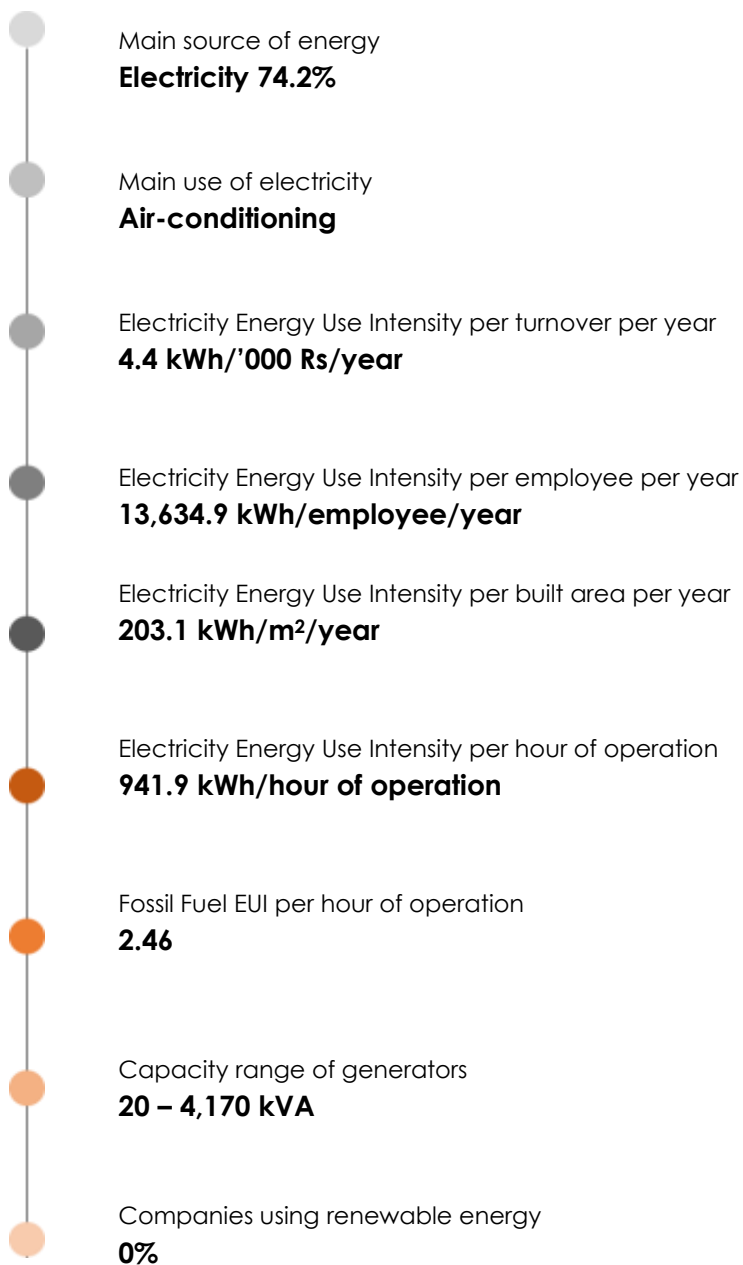 Main source of energy
Electricity 74.2%
Main use of electricity
Air-conditioning
Electricity Energy Use Intensity per turnover per year
4.4 kWh/’000 Rs/year
Electricity Energy Use Intensity per employee per year
13,634.9 kWh/employee/year
Electricity Energy Use Intensity per built area per year
203.1 kWh/m²/year
Electricity Energy Use Intensity per hour of operation
941.9 kWh/hour of operation
Fossil Fuel EUI per hour of operation
2.46
Capacity range of generators
20 – 4,170 kVA
Companies using renewable energy
0%